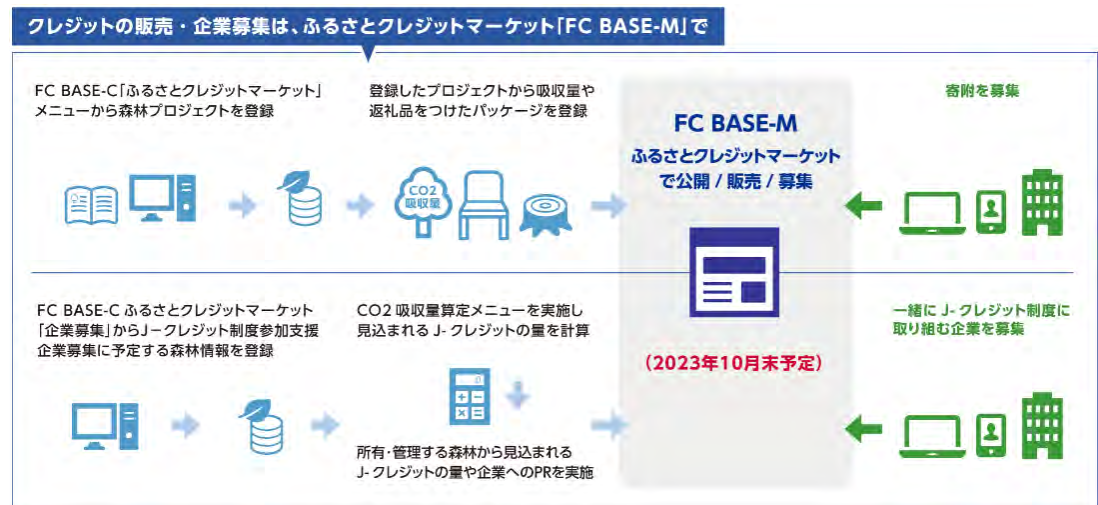 クレジットの販売・企業募集は、ふるさとクレジットマーケット「FC BASE-M」で
FC BASE-C「ふるさとクレジットマーケット」
メニューから森林プロジェクトを登録
登録したプロジェクトから吸収量や
返礼品をつけたパッケージを登録
CO2
吸収量
FC BASE-M
ふるさとクレジットマーケット
で公開 / 販売 / 募集
寄附を募集
FC BASE-C ふるさとクレジットマーケット
「企業募集」からJークレジット制度参加支援
企業募集に予定する森林情報を登録
CO2 吸収量算定メニューを実施し
見込まれる J- クレジットの量を計算
所有・管理する森林から見込まれる
J- クレジットの量や企業へのPRを実施
（2023年10月末予定）
一緒に J- クレジット制度に
取り組む企業を募集